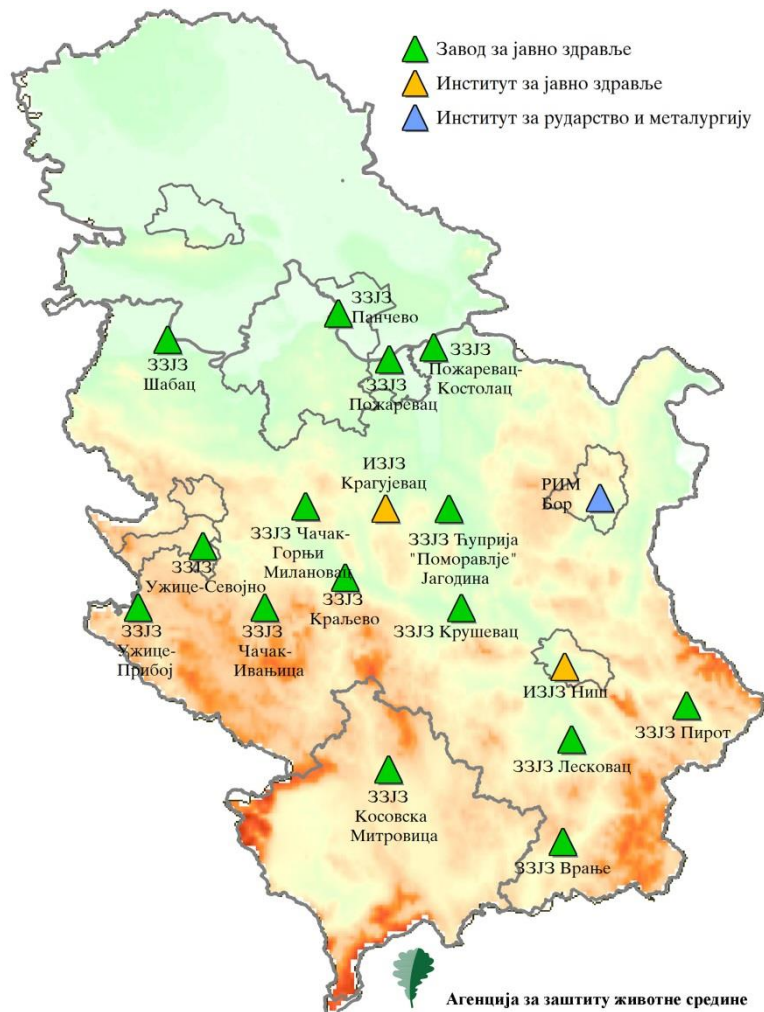 Завод за јавно здравље
Институт за јавно здравље
Институт за рударство и металургију
ЗЗЈЗ
Панчево
ЗЗЈЗ
Шабац
ЗЗЈЗ
Пожаревац
ЗЗЈЗ
Пожаревац-
Костолац
ИЗЈЗ
Крагујевац
РИМ
Бор
ЗЗЈЗ Чачак-
Горњи
Милановац
ЗЗЈЗ Ћуприја
"Поморавље"
Јагодина
ЗЗЈЗ
Ужице-Севојно
ЗЗЈЗ
Краљево
ЗЗЈЗ
Ужице-
Прибој
ЗЗЈЗ
Чачак-
Ивањица
ЗЗЈЗ Крушевац
ИЗЈЗ Ниш
ЗЗЈЗ Пирот
ЗЗЈЗ Лесковац
ЗЗЈЗ
Косовска
Митровица
ЗЗЈЗ Врање
Агенција за заштиту животне средине